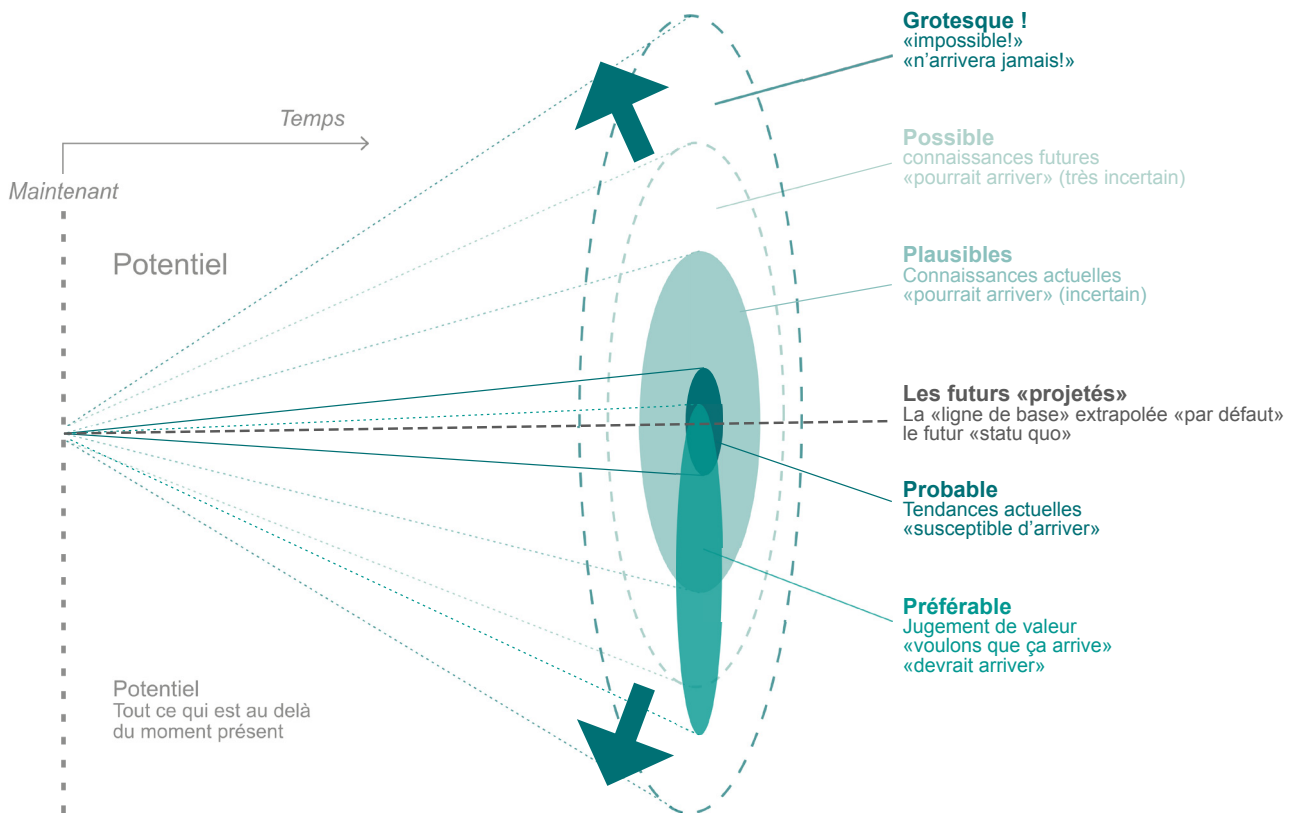 Temps
Maintenant
Potentiel
Potentiel
Tout ce qui est au delà
du moment présent
Grotesque !
«impossible!»
«n’arrivera jamais!»
Possible
connaissances futures
«pourrait arriver» (très incertain)
Plausibles
Connaissances actuelles
«pourrait arriver» (incertain)
Les futurs «projetés»
La «ligne de base» extrapolée «par défaut»
le futur «statu quo»
Probable
Tendances actuelles
«susceptible d’arriver»
Préférable
Jugement de valeur
«voulons que ça arrive»
«devrait arriver»